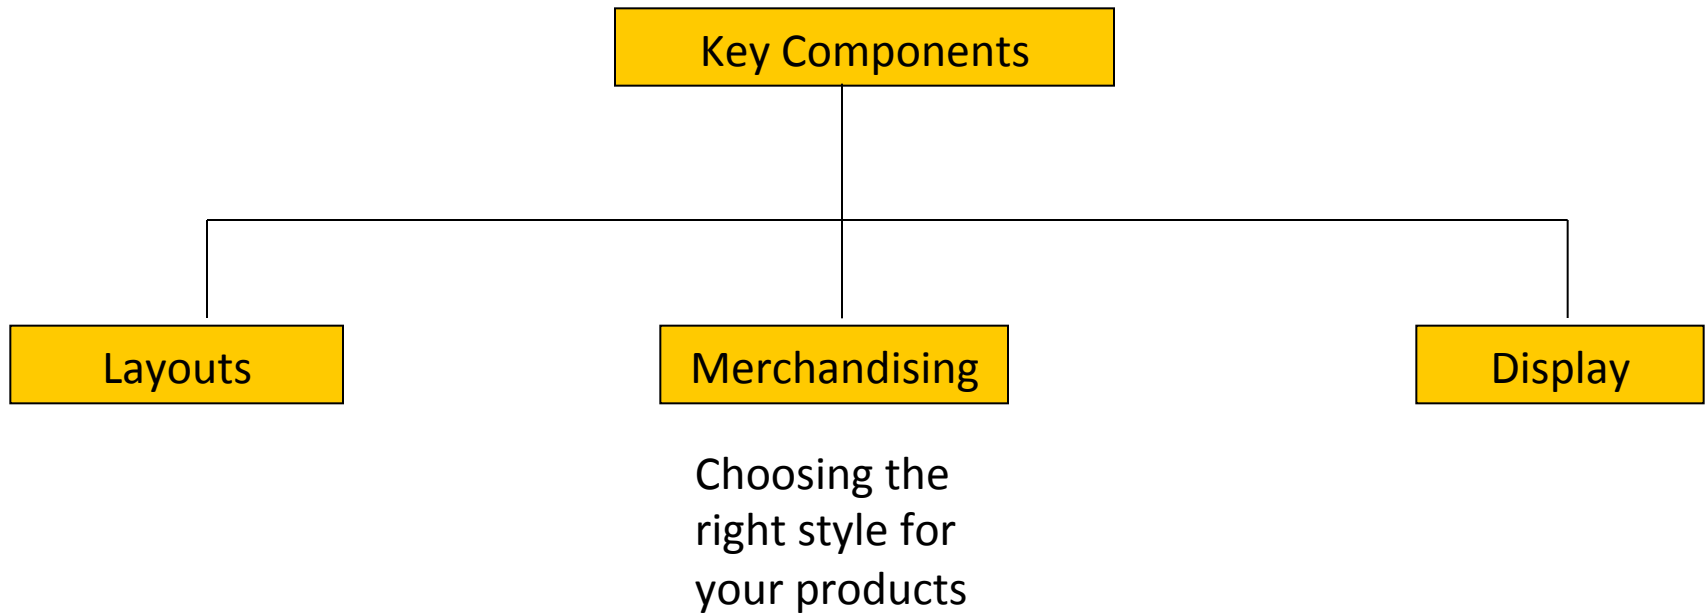 Key Components
Layouts
Merchandising
Display
Choosing the
right style for
your products